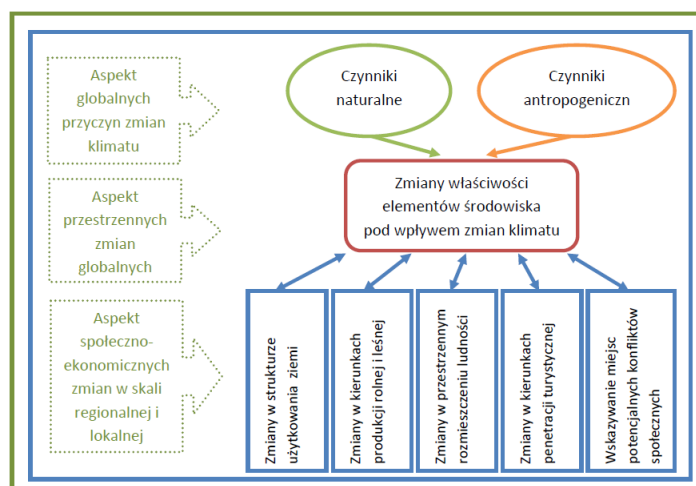 Aspekt
globalnych
przyczyn zmian
klimatu
Czynniki
naturalne
Czynniki
antropogeniczn
Aspekt
przestrzennych
zmian
globalnych
Zmiany właściwości
elementów środowiska
pod wpływem zmian klimatu
Aspekt
społeczno-
ekonomicznych
zmian w skali
regionalnej i
lokalnej
Zmiany w strukturze
użytkowania ziemi
Zmiany w kierunkach
produkcji rolnej i leśnej
Zmiany w przestrzennym
rozmieszczeniu ludności
Zmiany w kierunkach
penetracji turystycznej
Wskazywanie miejsc
potencjalnych konfliktów
społecznych